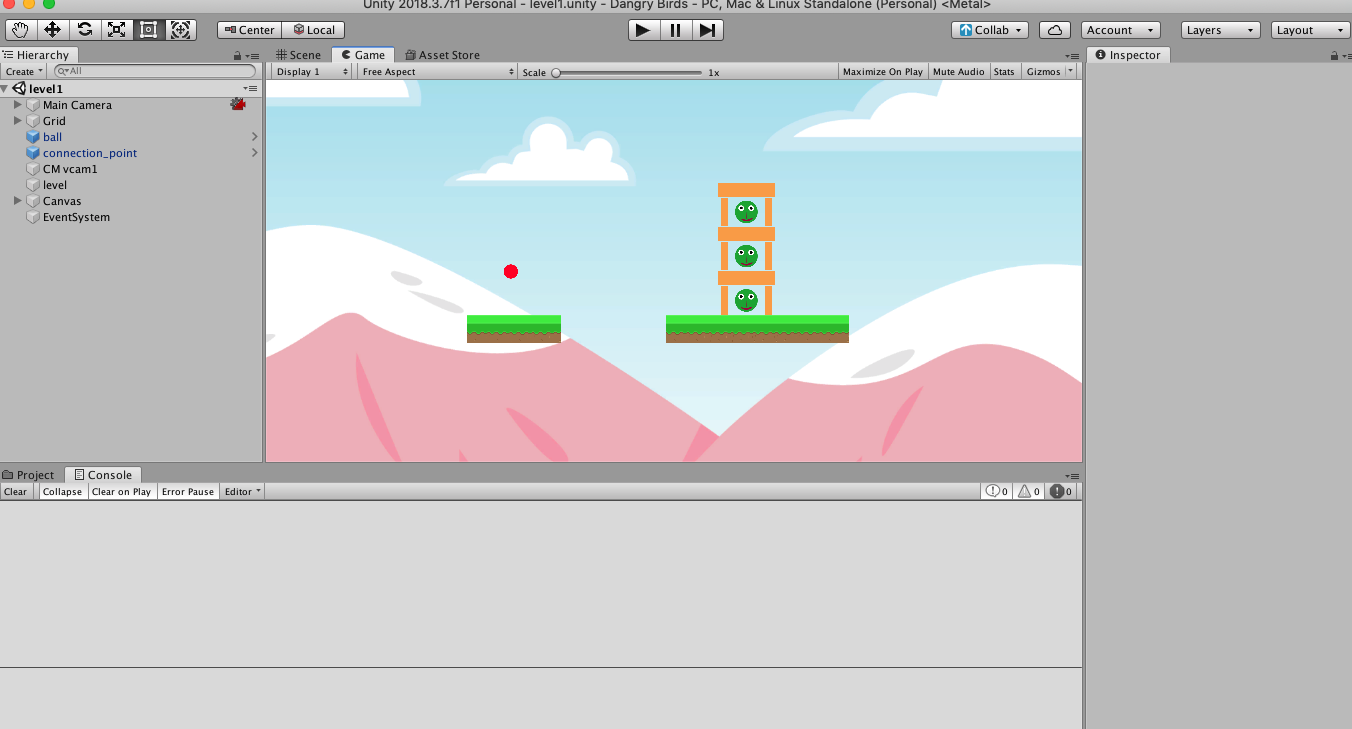 Unity 2018.3.7f1 Personal - level1.unity - Dangry Birds - PC, Mac & Linux Standalone (Personal) <Metal>
Center Local Collab Account Layers Layout
Hierarchy
Create All
level1
Main Camera
Grid
ball
connection_point
CM vcam1
level
Canvas
EventSystem
Scene Game Asset Store
Display 1 Free Aspect Scale 1x Maximize On Play Mute Audio Stats Gizmos
Inspector
Project Console
Clear Collapse Clear on Play Error Pause Editor 0 0 0